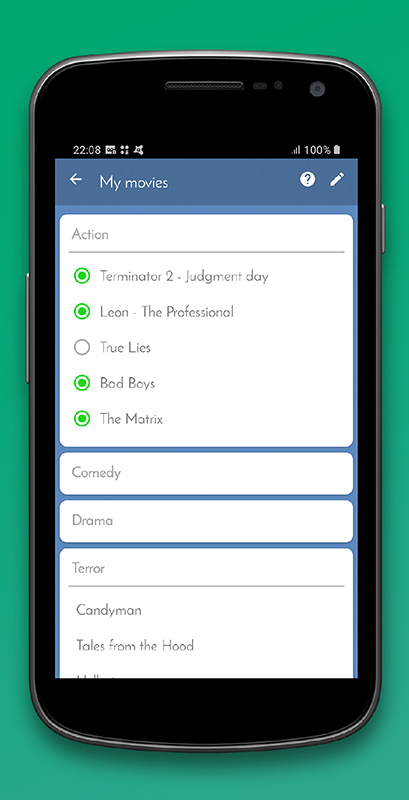 22:08
100%
My movies
Action
Terminator 2 - Judgment day
Leon - The Professional
True Lies
Bad Boys
The Matrix
Comedy
Drama
Terror
Candyman
Tales from the Hood